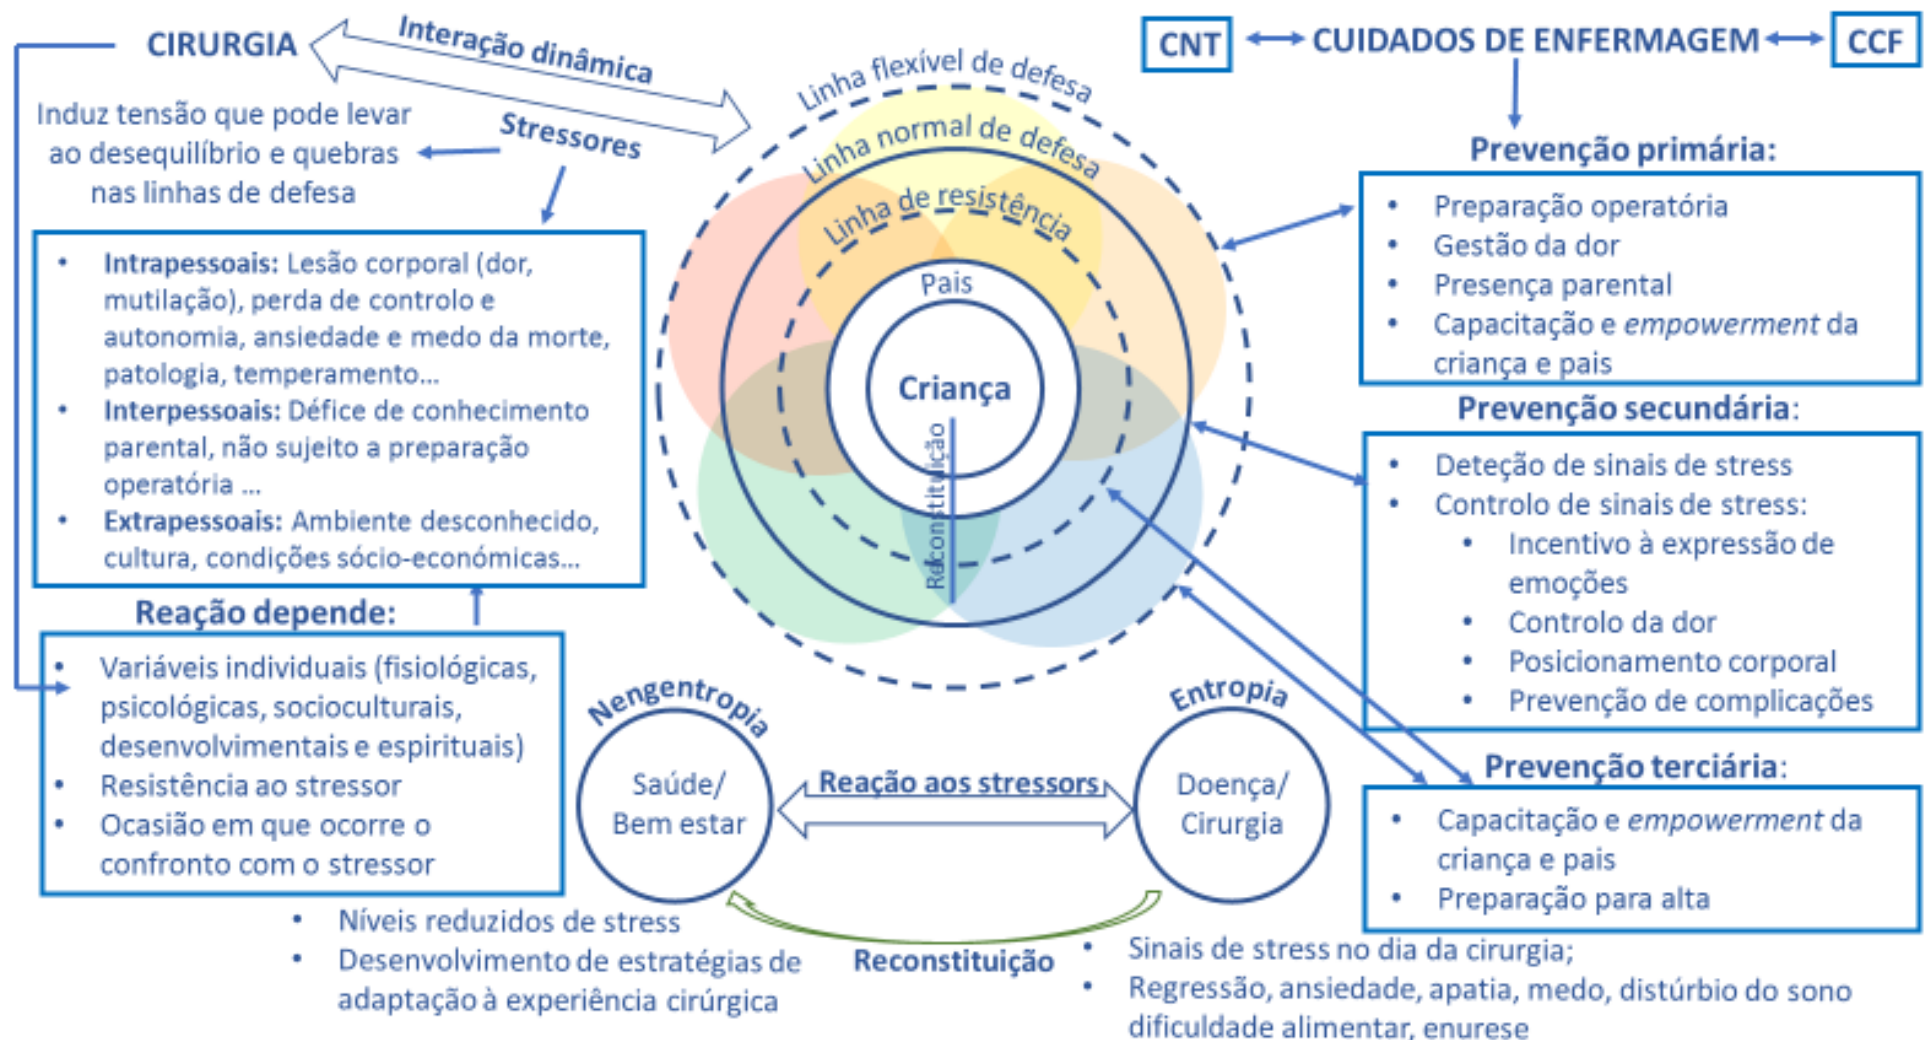 CIRURGIA
Interação dinâmica
Induz tensão que pode levar
ao desequilíbrio e quebras
nas linhas de defesa
Stressores
• Intrapessoais: Lesão corporal (dor,
mutilação), perda de controlo e
autonomia, ansiedade e medo da morte,
patologia, temperamento...
• Interpessoais: Défice de conhecimento
parental, não sujeito a preparação
operatória ...
• Extrapessoais: Ambiente desconhecido,
cultura, condições sócio-económicas...
Reação depende:
• Variáveis individuais (fisiológicas,
psicológicas, socioculturais,
desenvolvimentais e espirituais)
• Resistência ao stressor
• Ocasião em que ocorre o
confronto com o stressor
Linha flexível de defesa
Linha normal de defesa
Linha de resistência
Pais
Criança
Reconstituição
CNT
CUIDADOS DE ENFERMAGEM
CCF
Prevenção primária:
• Preparação operatória
• Gestão da dor
• Presença parental
• Capacitação e empowerment da
criança e pais
Prevenção secundária:
• Deteção de sinais de stress
• Controlo de sinais de stress:
• Incentivo à expressão de
emoções
• Controlo da dor
• Posicionamento corporal
• Prevenção de complicações
Prevenção terciária:
• Capacitação e empowerment da
criança e pais
• Preparação para alta
Nengentropia
Saúde/
Bem estar
Reação aos stressors
Entropia
Doença/
Cirurgia
• Níveis reduzidos de stress
• Desenvolvimento de estratégias de
adaptação à experiência cirúrgica
Reconstituição
• Sinais de stress no dia da cirurgia;
• Regressão, ansiedade, apatia, medo, distúrbio do sono
dificuldade alimentar, enurese